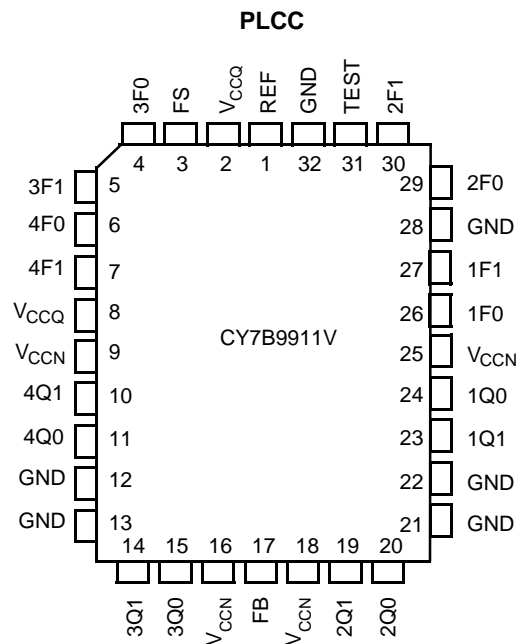 PLCC
3F0 FS VCCQ REF GND TEST 2F1
4 3 2 1 32 31 30
3F1 5 29 2F0
4F0 6 28 GND
4F1 7 27 1F1
VCCQ 8 26 1F0
CY7B9911V
VCCN 9 25 VCCN
4Q1 10 24 1Q0
4Q0 11 23 1Q1
GND 12 22 GND
GND 13 21 GND
14 15 16 17 18 19 20
3Q1 3Q0 VCCN FB VCCN 2Q1 2Q0